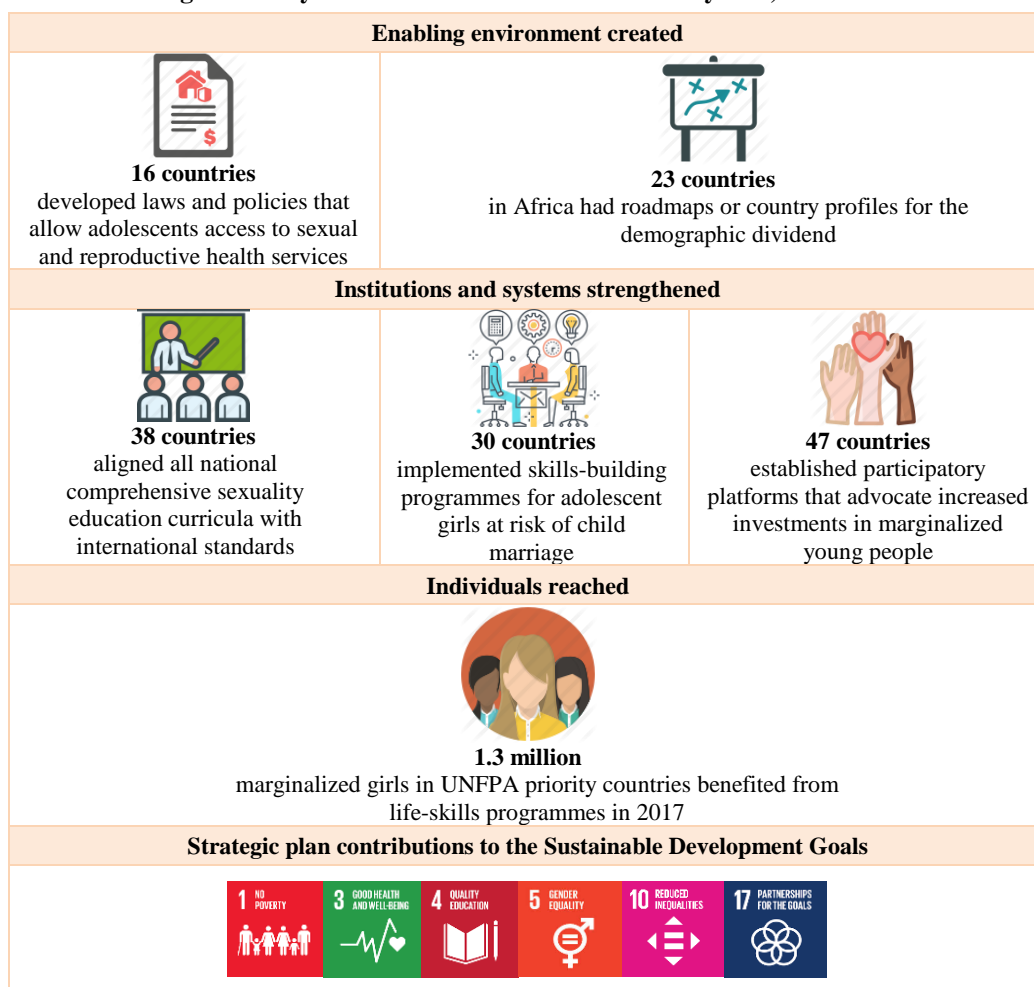 Enabling environment created
16 countries
developed laws and policies that
allow adolescents access to sexual
and reproductive health services
23 countries
in Africa had roadmaps or country profiles for the
demographic dividend
Institutions and systems strengthened
38 countries
aligned all national
comprehensive sexuality
education curricula with
international standards
30 countries
implemented skills-building
programmes for adolescent
girls at risk of child
marriage
47 countries
established participatory
platforms that advocate increased
investments in marginalized
young people
Individuals reached
1.3 million
marginalized girls in UNFPA priority countries benefited from
life-skills programmes in 2017
Strategic plan contributions to the Sustainable Development Goals
1 NO
POVERTY
3 GOOD HEALTH
AND WELL-BEING
4 QUALITY
EDUCATION
5 GENDER
EQUALITY
10 REDUCED
INEQUALITIES
17 PARTNERSHIPS
FOR THE GOALS